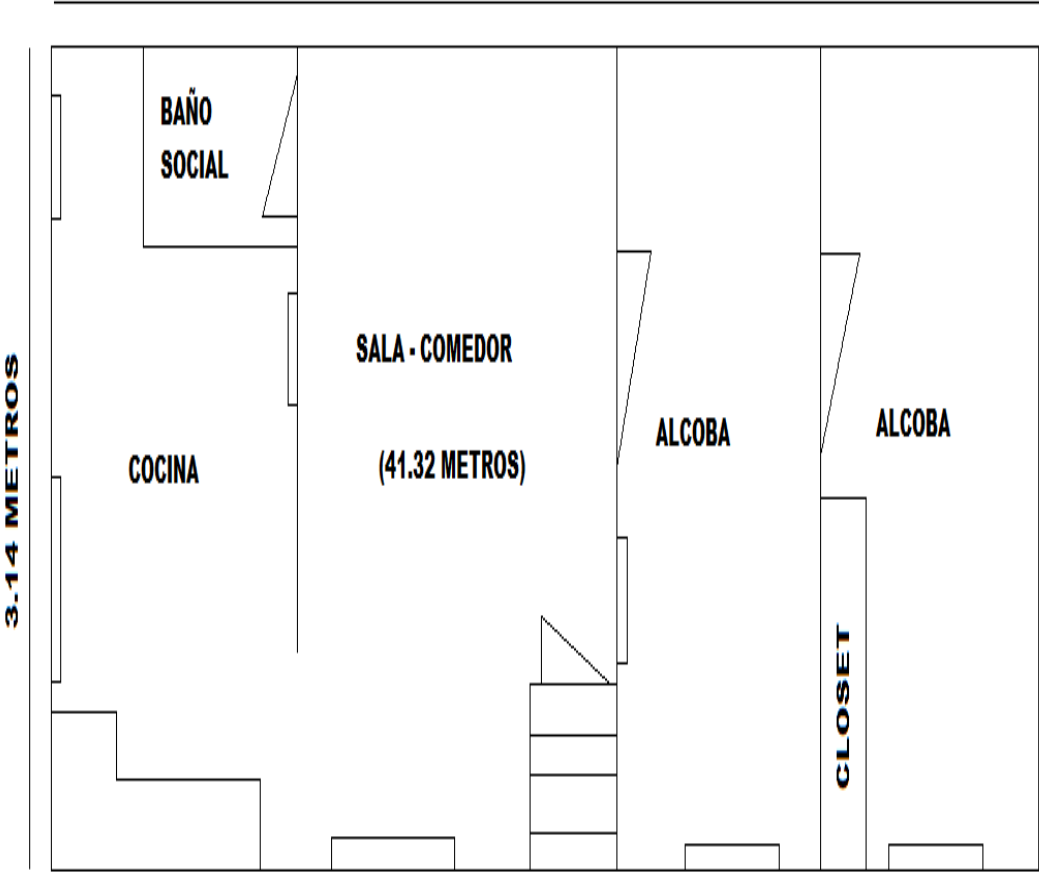 BAÑO
SOCIAL
SALA - COMEDOR
(41.32 METROS)
COCINA
ALCOBA
ALCOBA
CLOSET
3.14 METROS